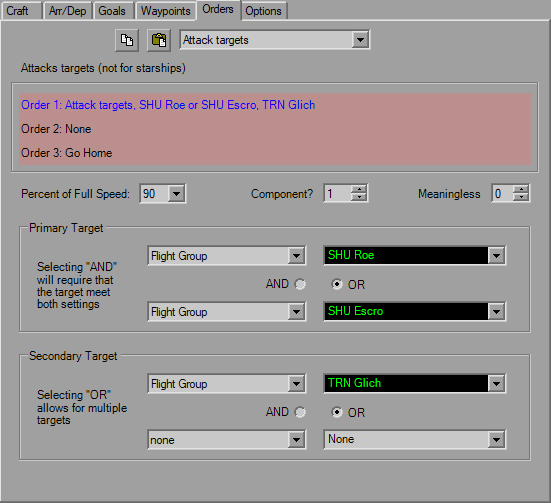 Craft Arr/Dep Goals Waypoints Orders Options
Attack targets
Attacks targets (not for starships)
Order 1: Attack targets, SHU Roe or SHU Escro, TRN Glich
Order 2: None
Order 3: Go Home
Percent of Full Speed: 90 Component? 1 Meaningless 0
Primary Target
Selecting "AND"
will require that
the target meet
both settings
Flight Group SHU Roe
AND OR
Flight Group SHU Escro
Secondary Target
Selecting "OR"
allows for multiple
targets
Flight Group TRN Glich
AND OR
none None